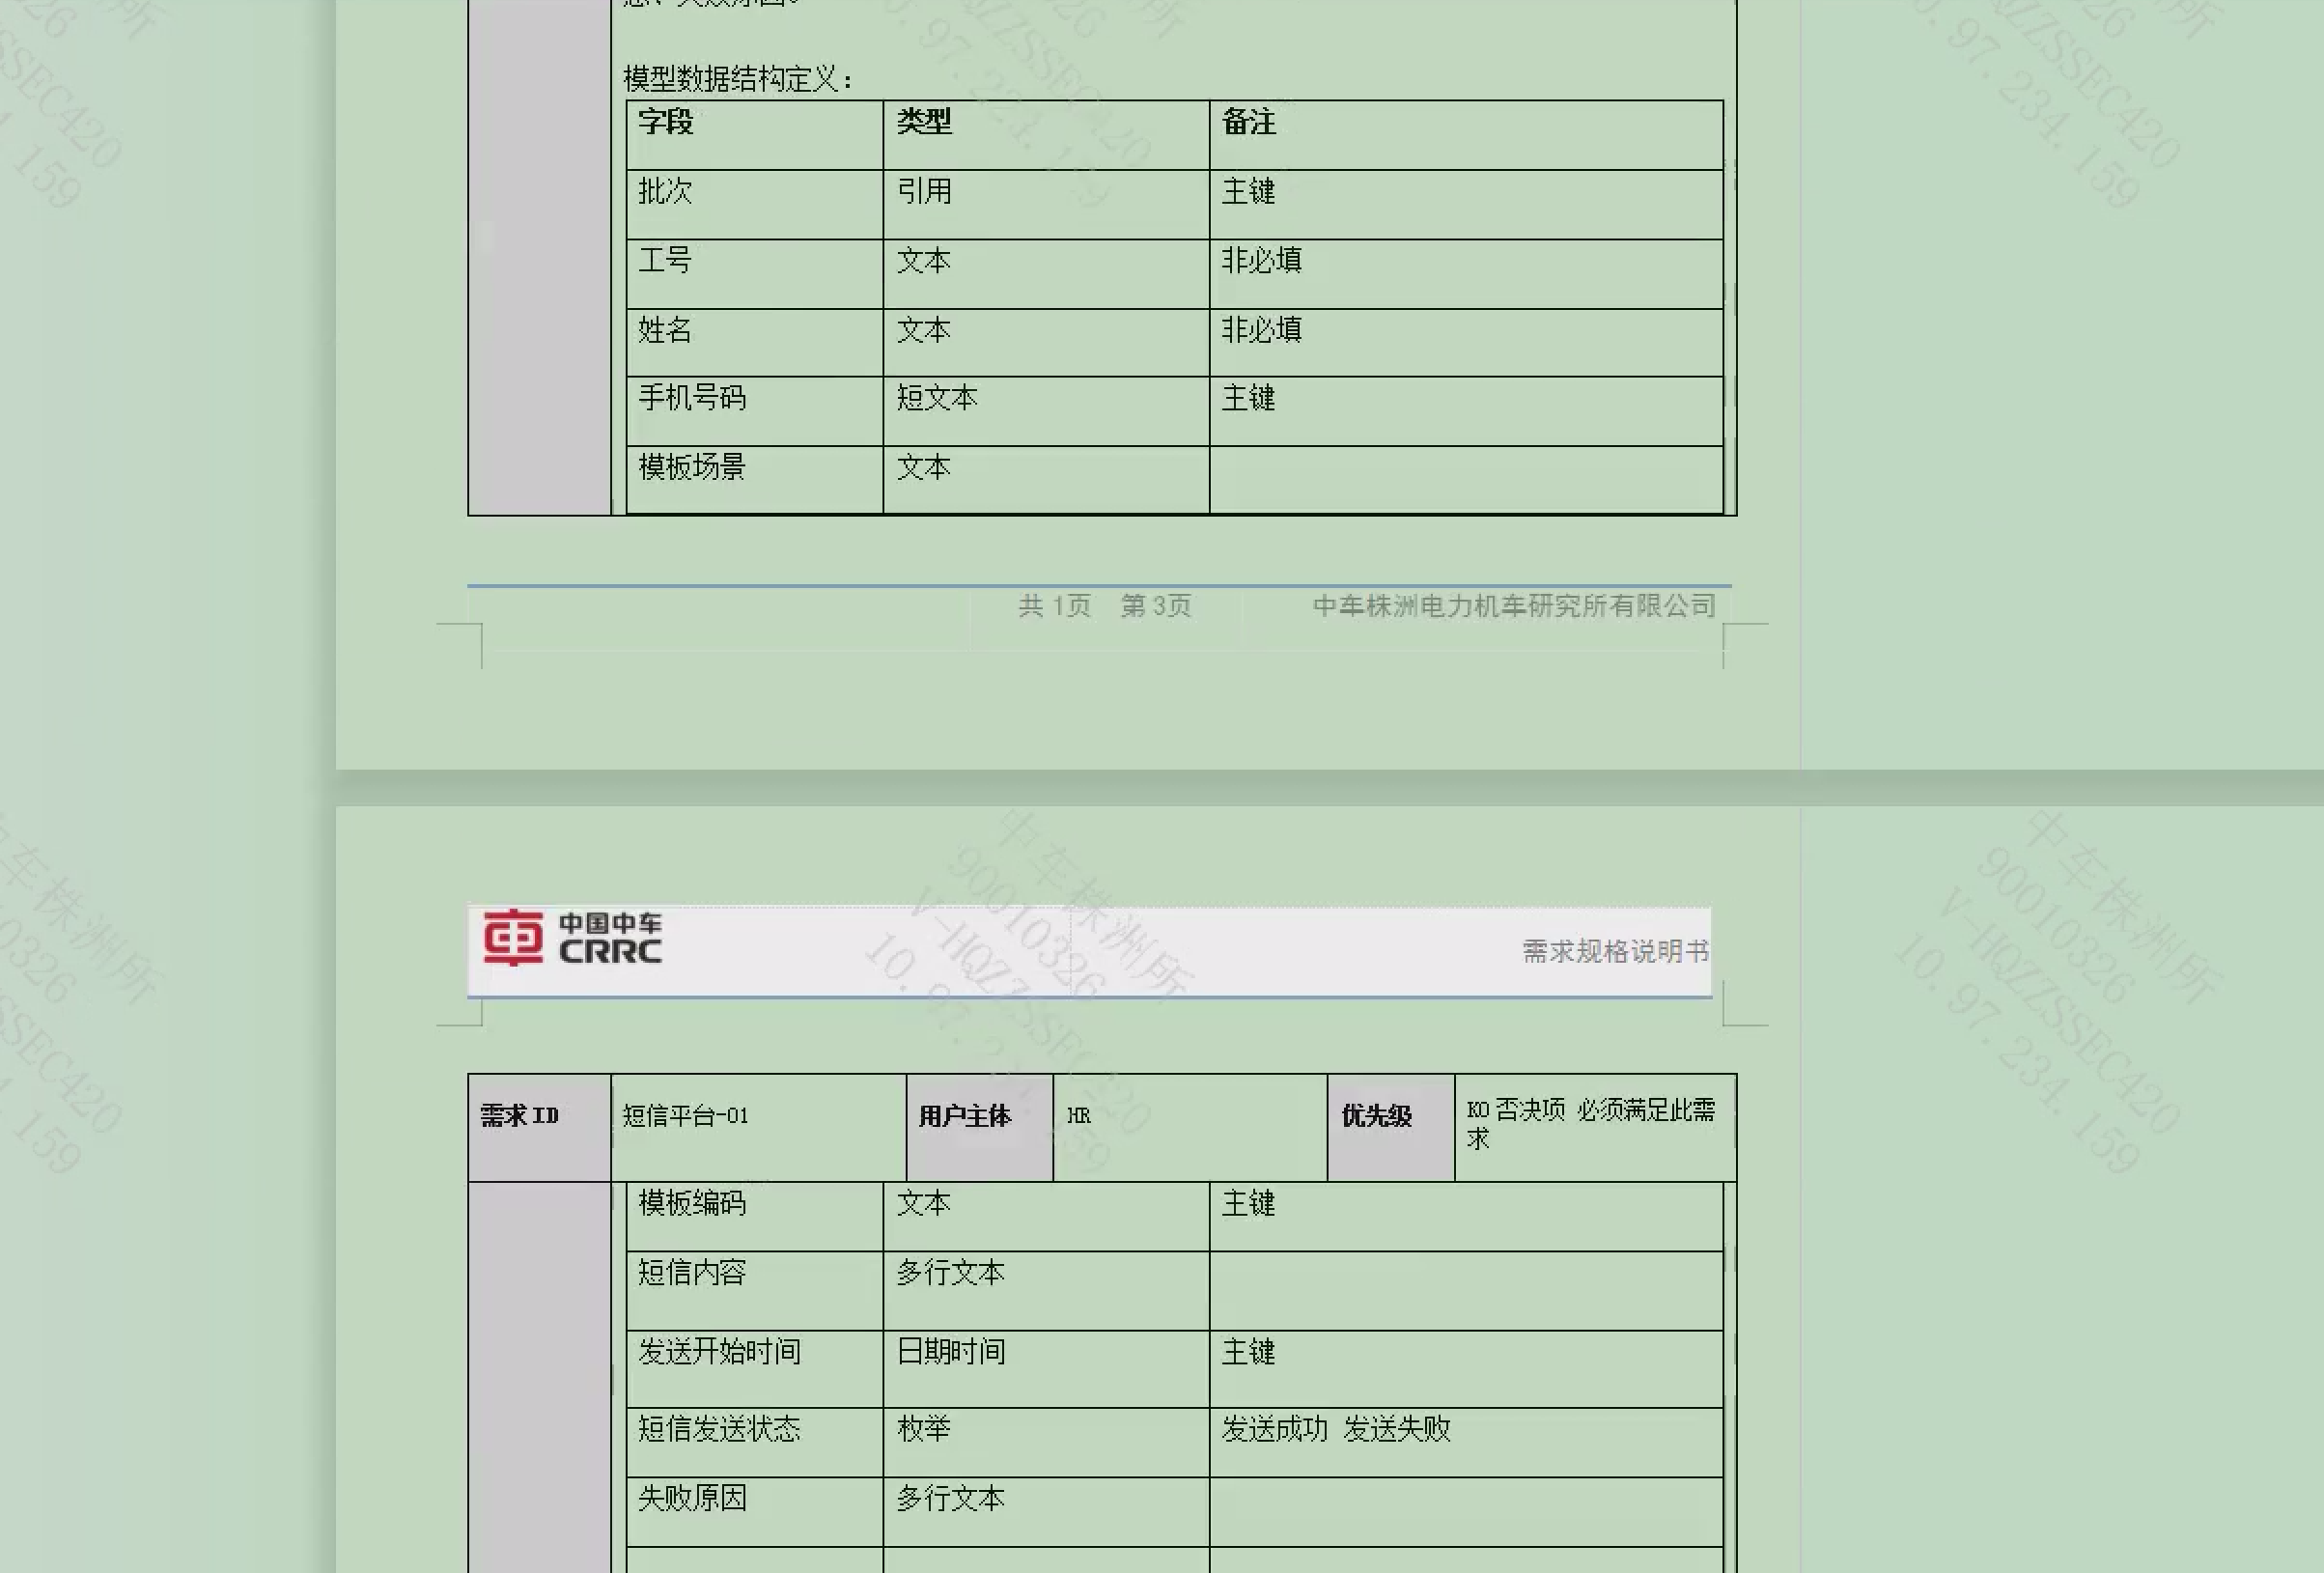 模型数据结构定义：
字段 类型 备注
批次 引用 主键
工号 文本 非必填
姓名 文本 非必填
手机号码 短文本 主键
模板场景 文本
共 1页 第 3页 中车株洲电力机车研究所有限公司
中国中车
CRRC
需求规格说明书
中车株洲所
90010326
V-HQZZSSEC420
10.97.234.159
需求 ID 短信平台-01 用户主体 HR 优先级 K0 否决项 必须满足此需
求
模板编码 文本 主键
短信内容 多行文本
发送开始时间 日期时间 主键
短信发送状态 枚举 发送成功 发送失败
失败原因 多行文本